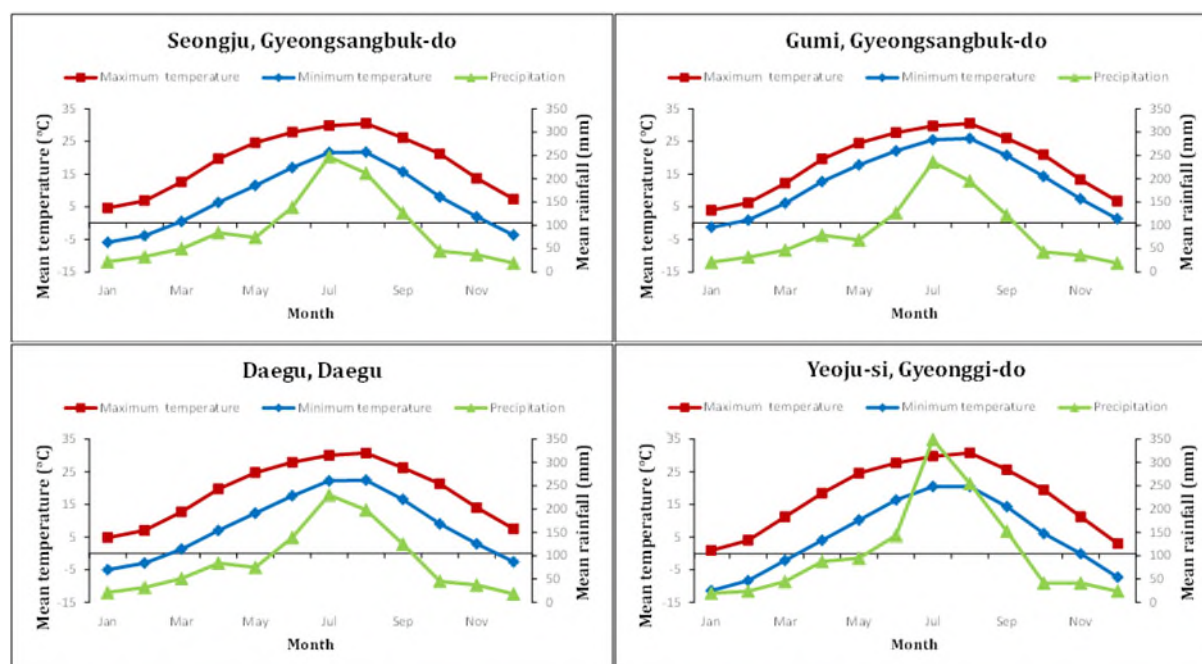 Seongju, Gyeongsangbuk-do
Maximum temperature Minimum temperature Precipitation
Mean temperature (°C)
35
25
15
5
-5
-15
350
300
250
200
150
100
50
0
Mean rainfall (mm)
Jan Mar May Jul Sep Nov
Month
Gumi, Gyeongsangbuk-do
Maximum temperature Minimum temperature Precipitation
Mean temperature (°C)
35
25
15
5
-5
-15
350
300
250
200
150
100
50
0
Mean rainfall (mm)
Jan Mar May Jul Sep Nov
Month
Daegu, Daegu
Maximum temperature Minimum temperature Precipitation
Mean temperature (°C)
35
25
15
5
-5
-15
350
300
250
200
150
100
50
0
Mean rainfall (mm)
Jan Mar May Jul Sep Nov
Month
Yeoju-si, Gyeonggi-do
Maximum temperature Minimum temperature Precipitation
Mean temperature (°C)
35
25
15
5
-5
-15
350
300
250
200
150
100
50
0
Mean rainfall (mm)
Jan Mar May Jul Sep Nov
Month